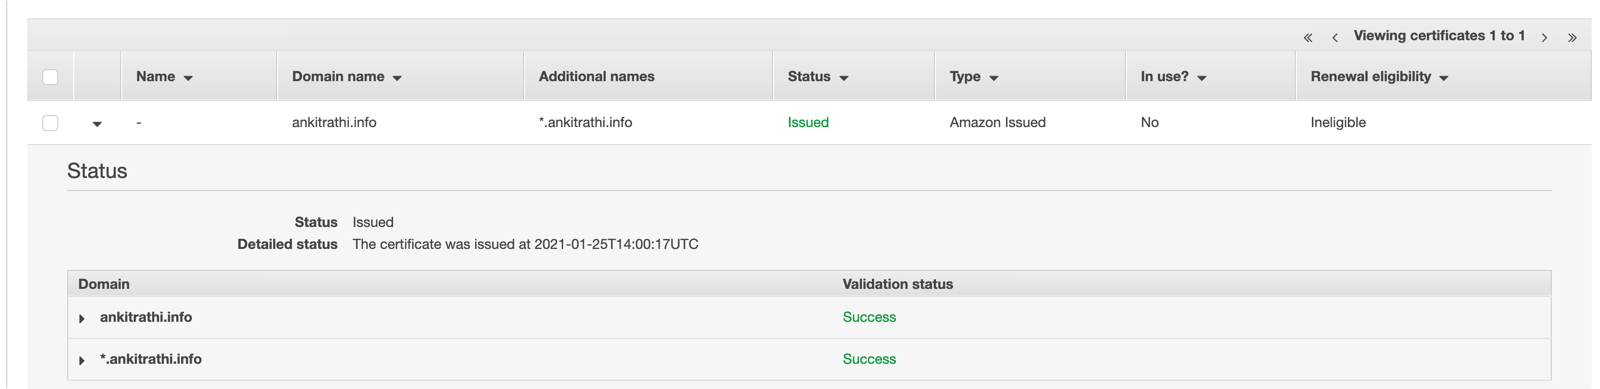 « ‹ Viewing certificates 1 to 1 › »
Name Domain name Additional names Status Type In use? Renewal eligibility
- ankitrathi.info *.ankitrathi.info Issued Amazon Issued No Ineligible
Status
Status Issued
Detailed status The certificate was issued at 2021-01-25T14:00:17UTC
Domain Validation status
ankitrathi.info Success
*.ankitrathi.info Success